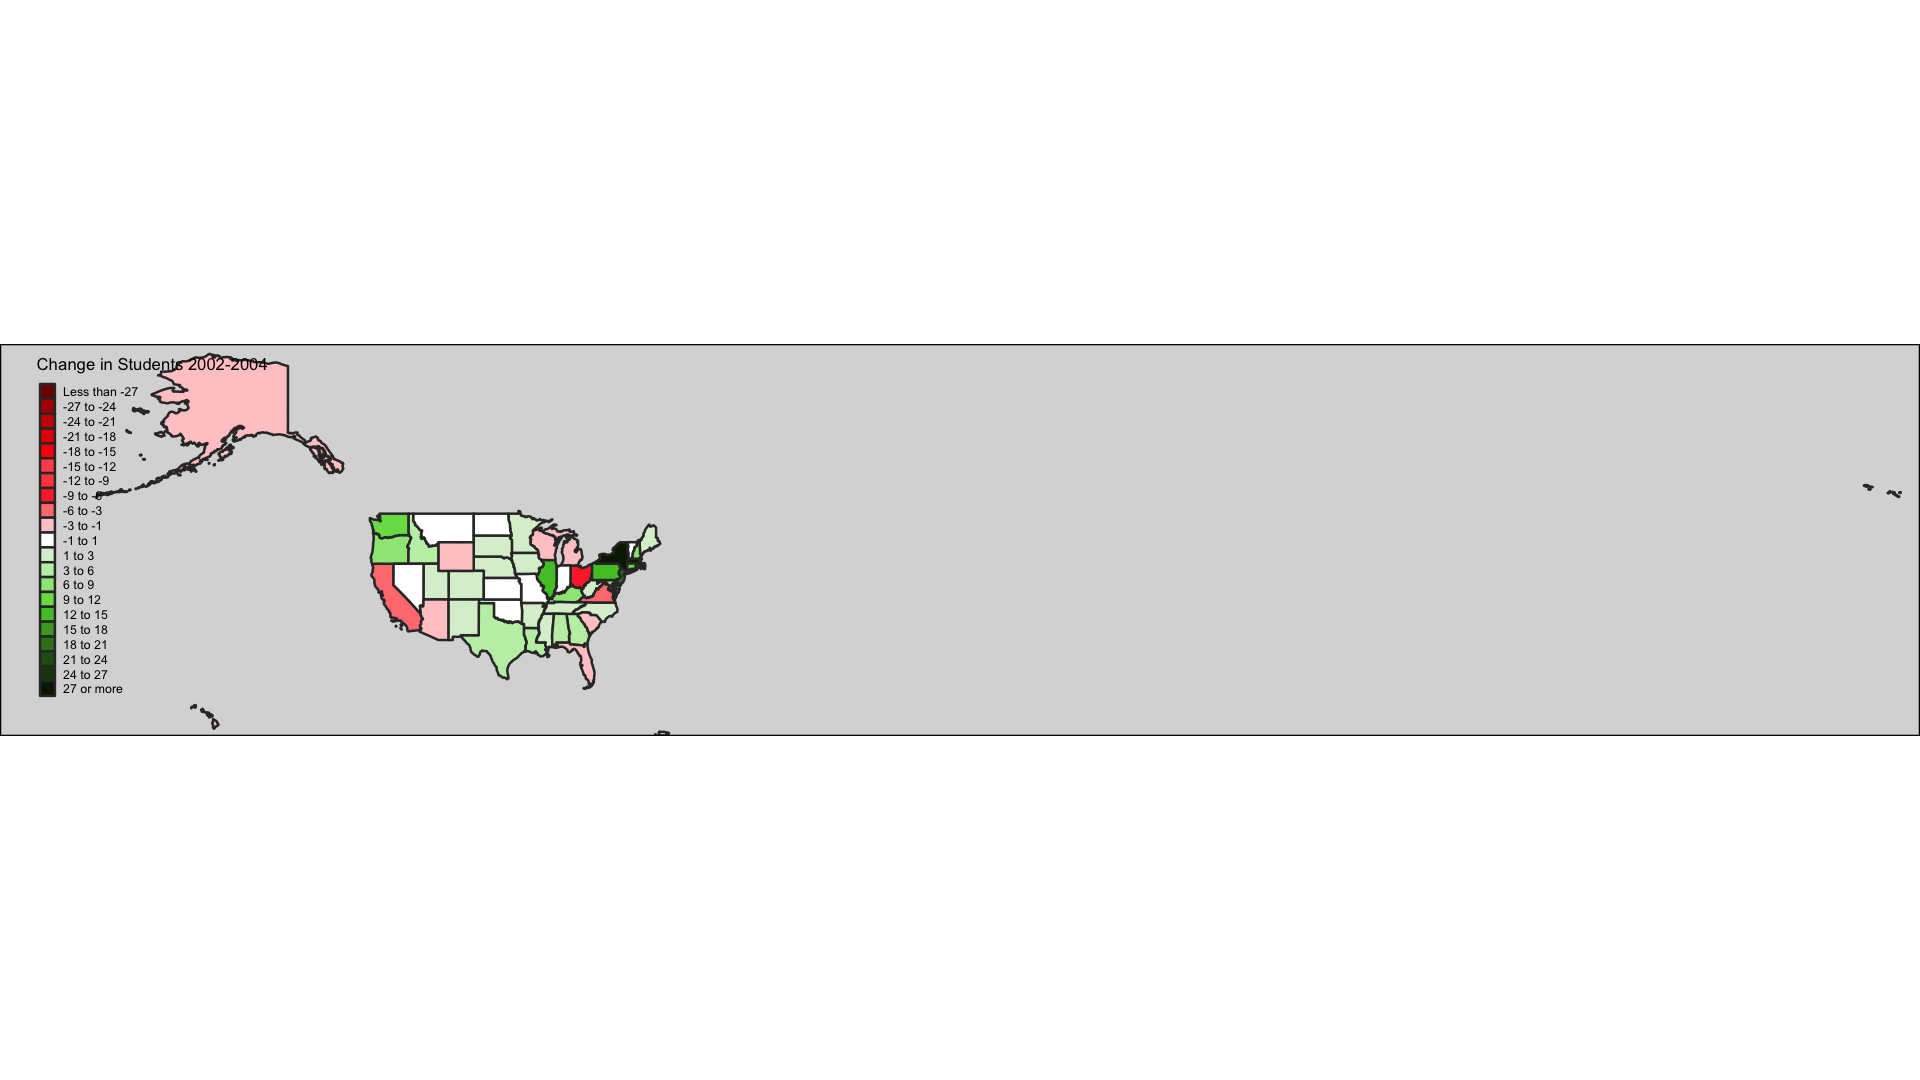 Change in Students 2002-2004
Less than -27
-27 to -24
-24 to -21
-21 to -18
-18 to -15
-15 to -12
-12 to -9
-9 to -6
-6 to -3
-3 to -1
-1 to 1
1 to 3
3 to 6
6 to 9
9 to 12
12 to 15
15 to 18
18 to 21
21 to 24
24 to 27
27 or more